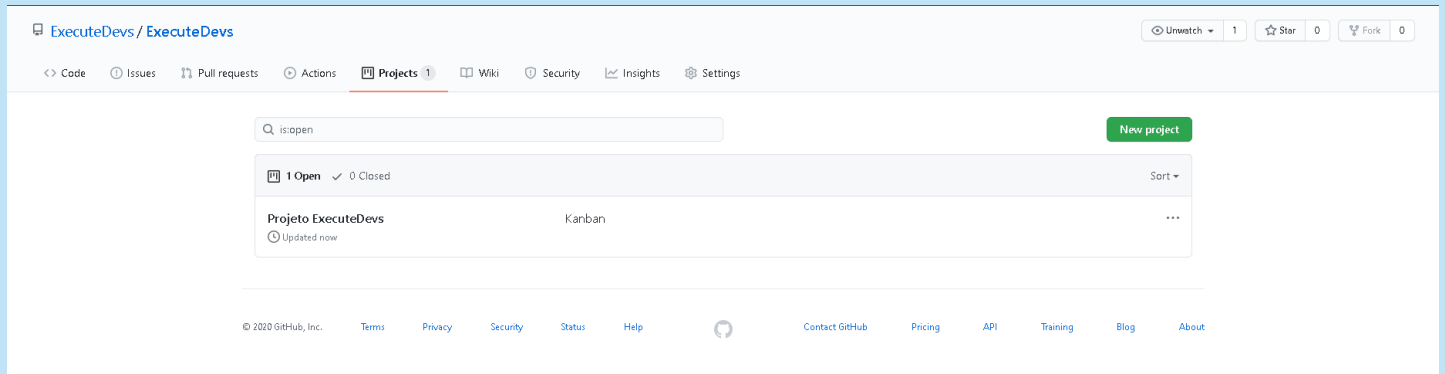 ExecuteDevs / ExecuteDevs Unwatch 1 Star 0 Fork 0
Code Issues Pull requests Actions Projects 1 Wiki Security Insights Settings
is:open New project
1 Open 0 Closed Sort
Projeto ExecuteDevs Kanban ...
Updated now
© 2020 GitHub, Inc. Terms Privacy Security Status Help Contact GitHub Pricing API Training Blog About